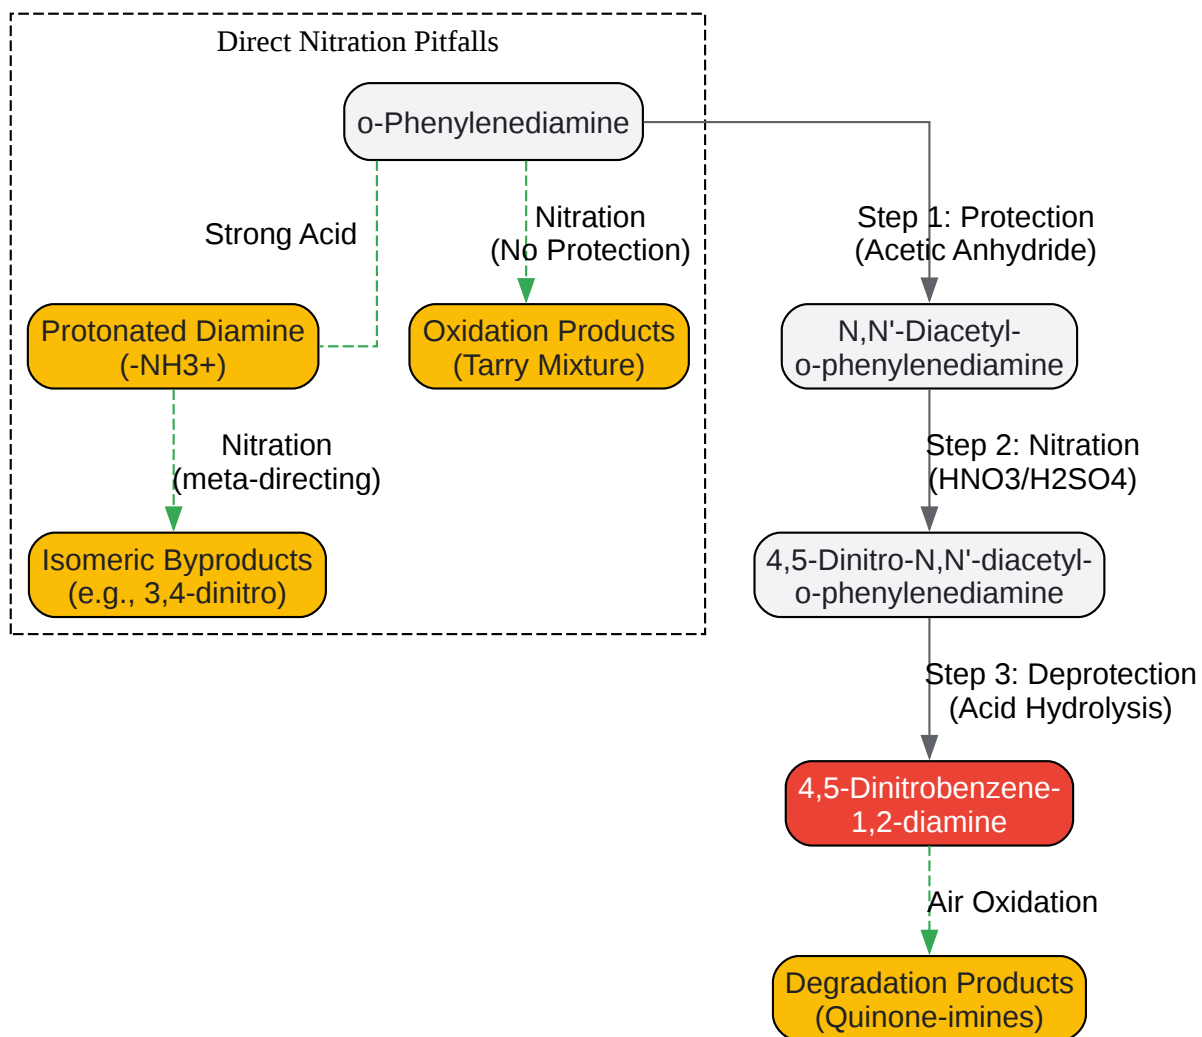 Direct Nitration Pitfalls
o-Phenylenediamine
Strong Acid
Nitration
(No Protection)
Step 1: Protection
(Acetic Anhydride)
Protonated Diamine
(-NH3+)
Oxidation Products
(Tarry Mixture)
N,N'-Diacetyl-
o-phenylenediamine
Nitration
(meta-directing)
Step 2: Nitration
(HNO3/H2SO4)
Isomeric Byproducts
(e.g., 3,4-dinitro)
4,5-Dinitro-N,N'-diacetyl-
o-phenylenediamine
Step 3: Deprotection
(Acid Hydrolysis)
4,5-Dinitrobenzene-
1,2-diamine
Air Oxidation
Degradation Products
(Quinone-imines)